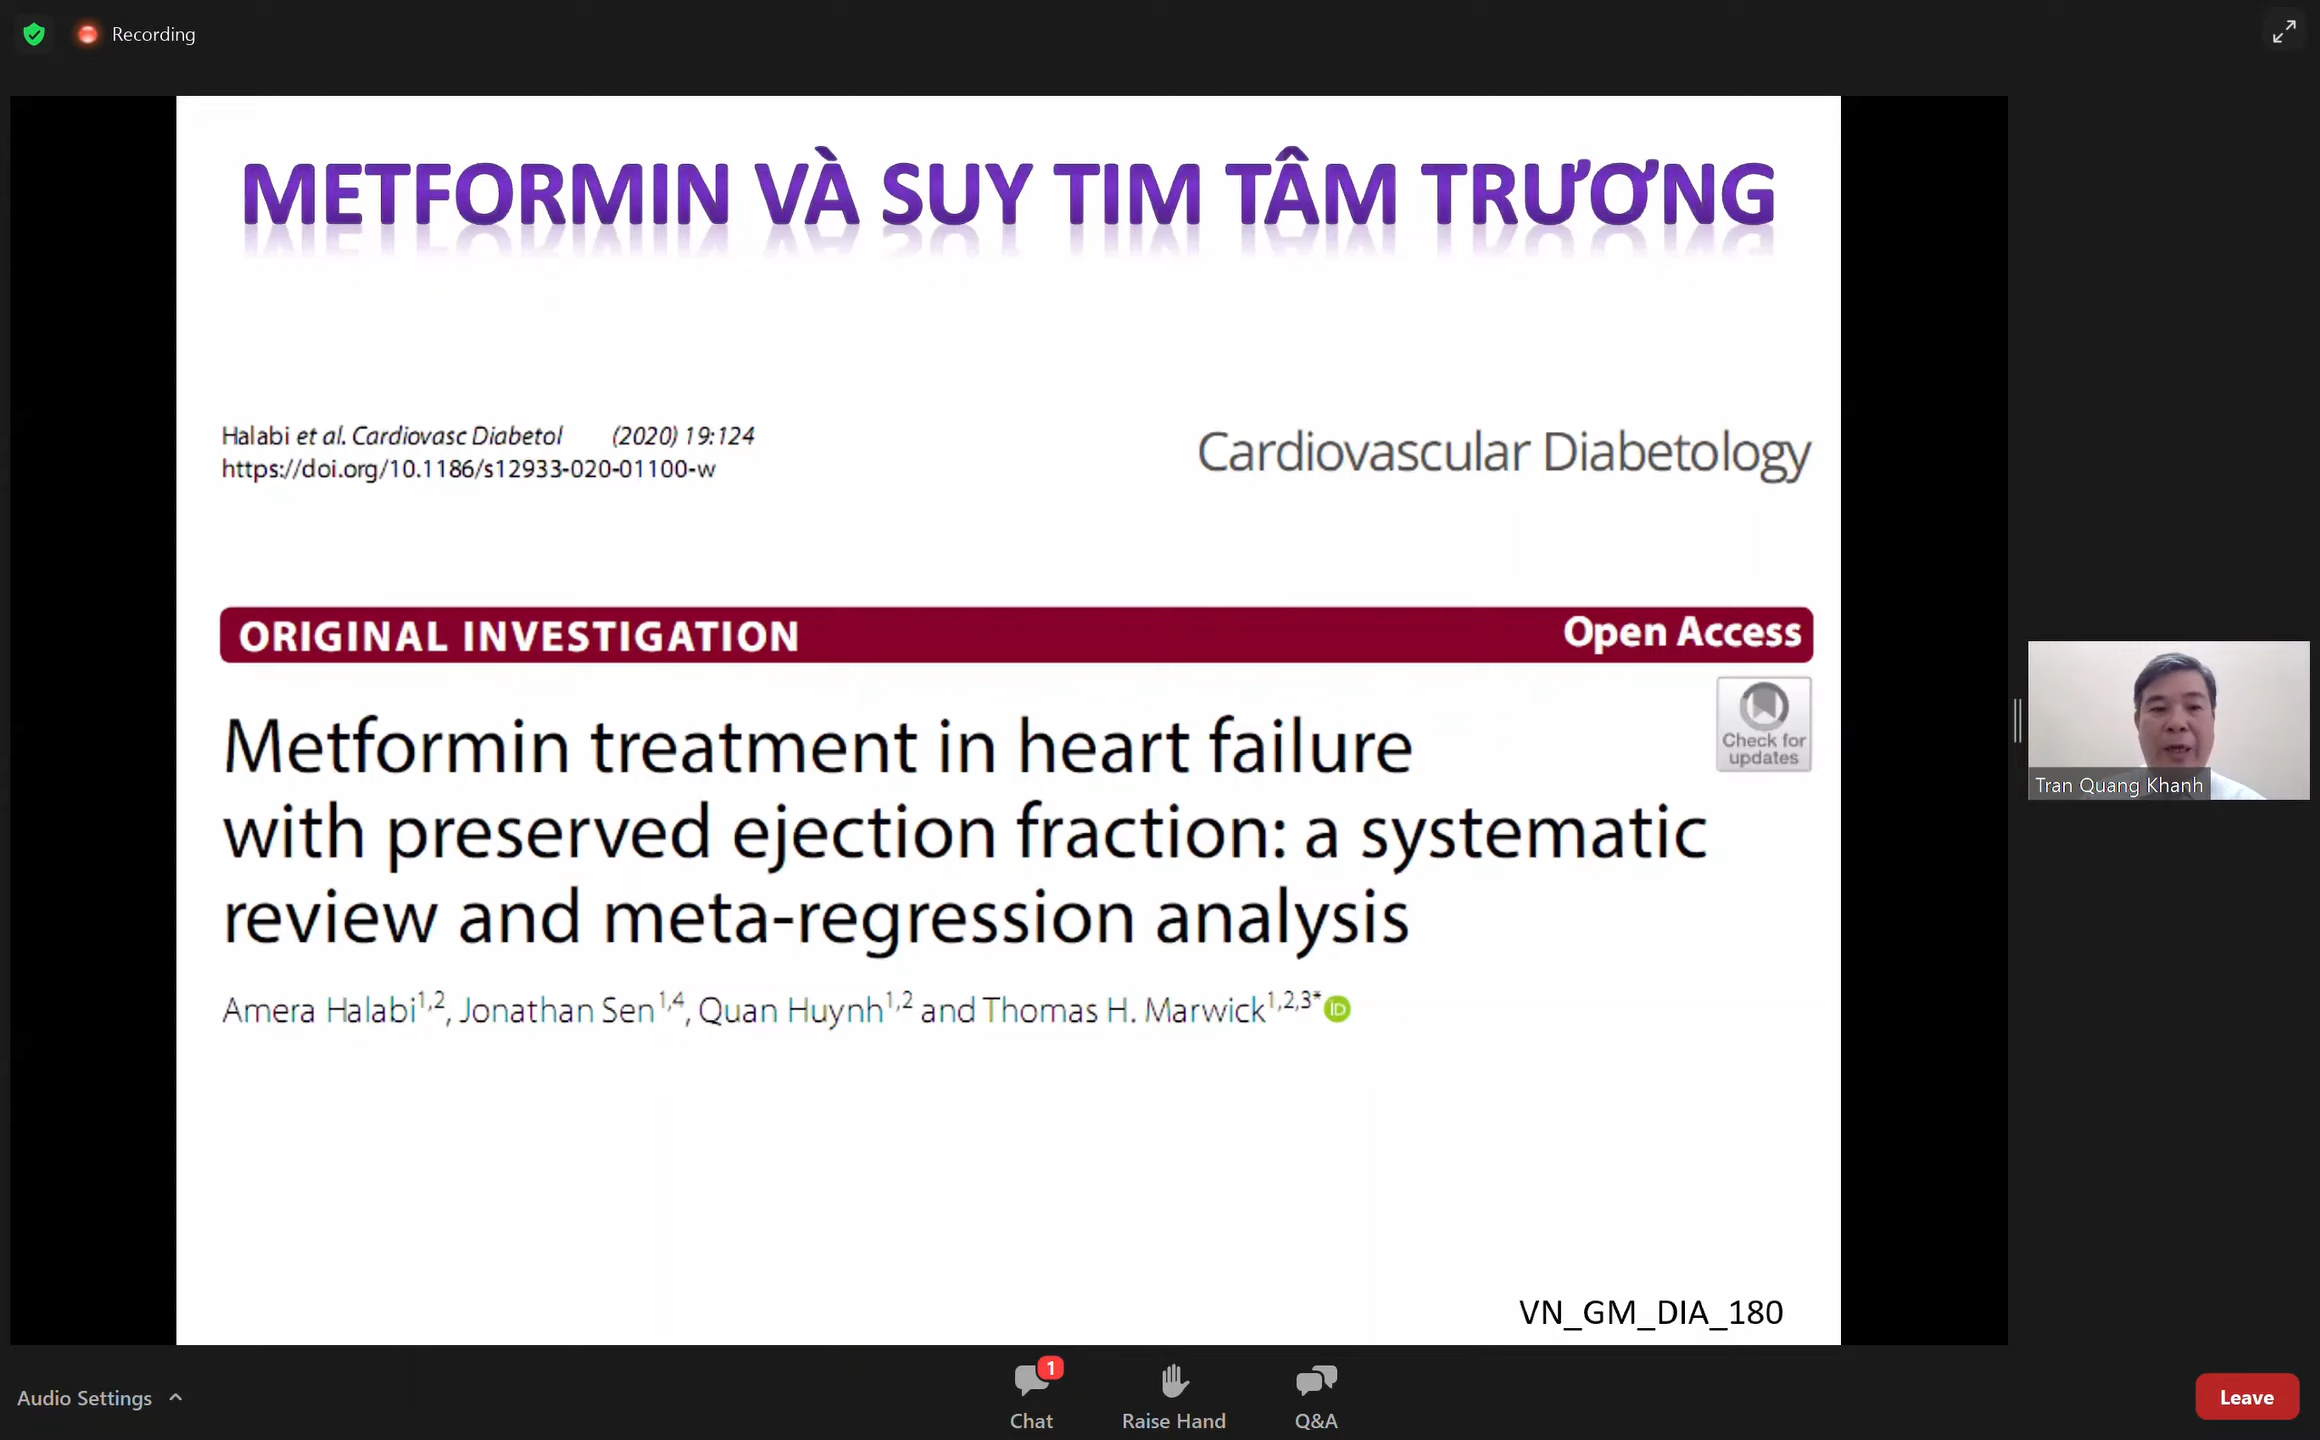 Recording
METFORMIN VÀ SUY TIM TÂM TRƯƠNG
Halabi et al. Cardiovasc Diabetol (2020) 19:124
https://doi.org/10.1186/s12933-020-01100-w
Cardiovascular Diabetology
ORIGINAL INVESTIGATION
Open Access
Check for
updates
Metformin treatment in heart failure
with preserved ejection fraction: a systematic
review and meta-regression analysis
Amera Halabi1,2, Jonathan Sen1,4, Quan Huynh1,2 and Thomas H. Marwick1,2,3* iD
VN_GM_DIA_180
Tran Quang Khanh
Audio Settings
1
Chat
Raise Hand
Q&A
Leave